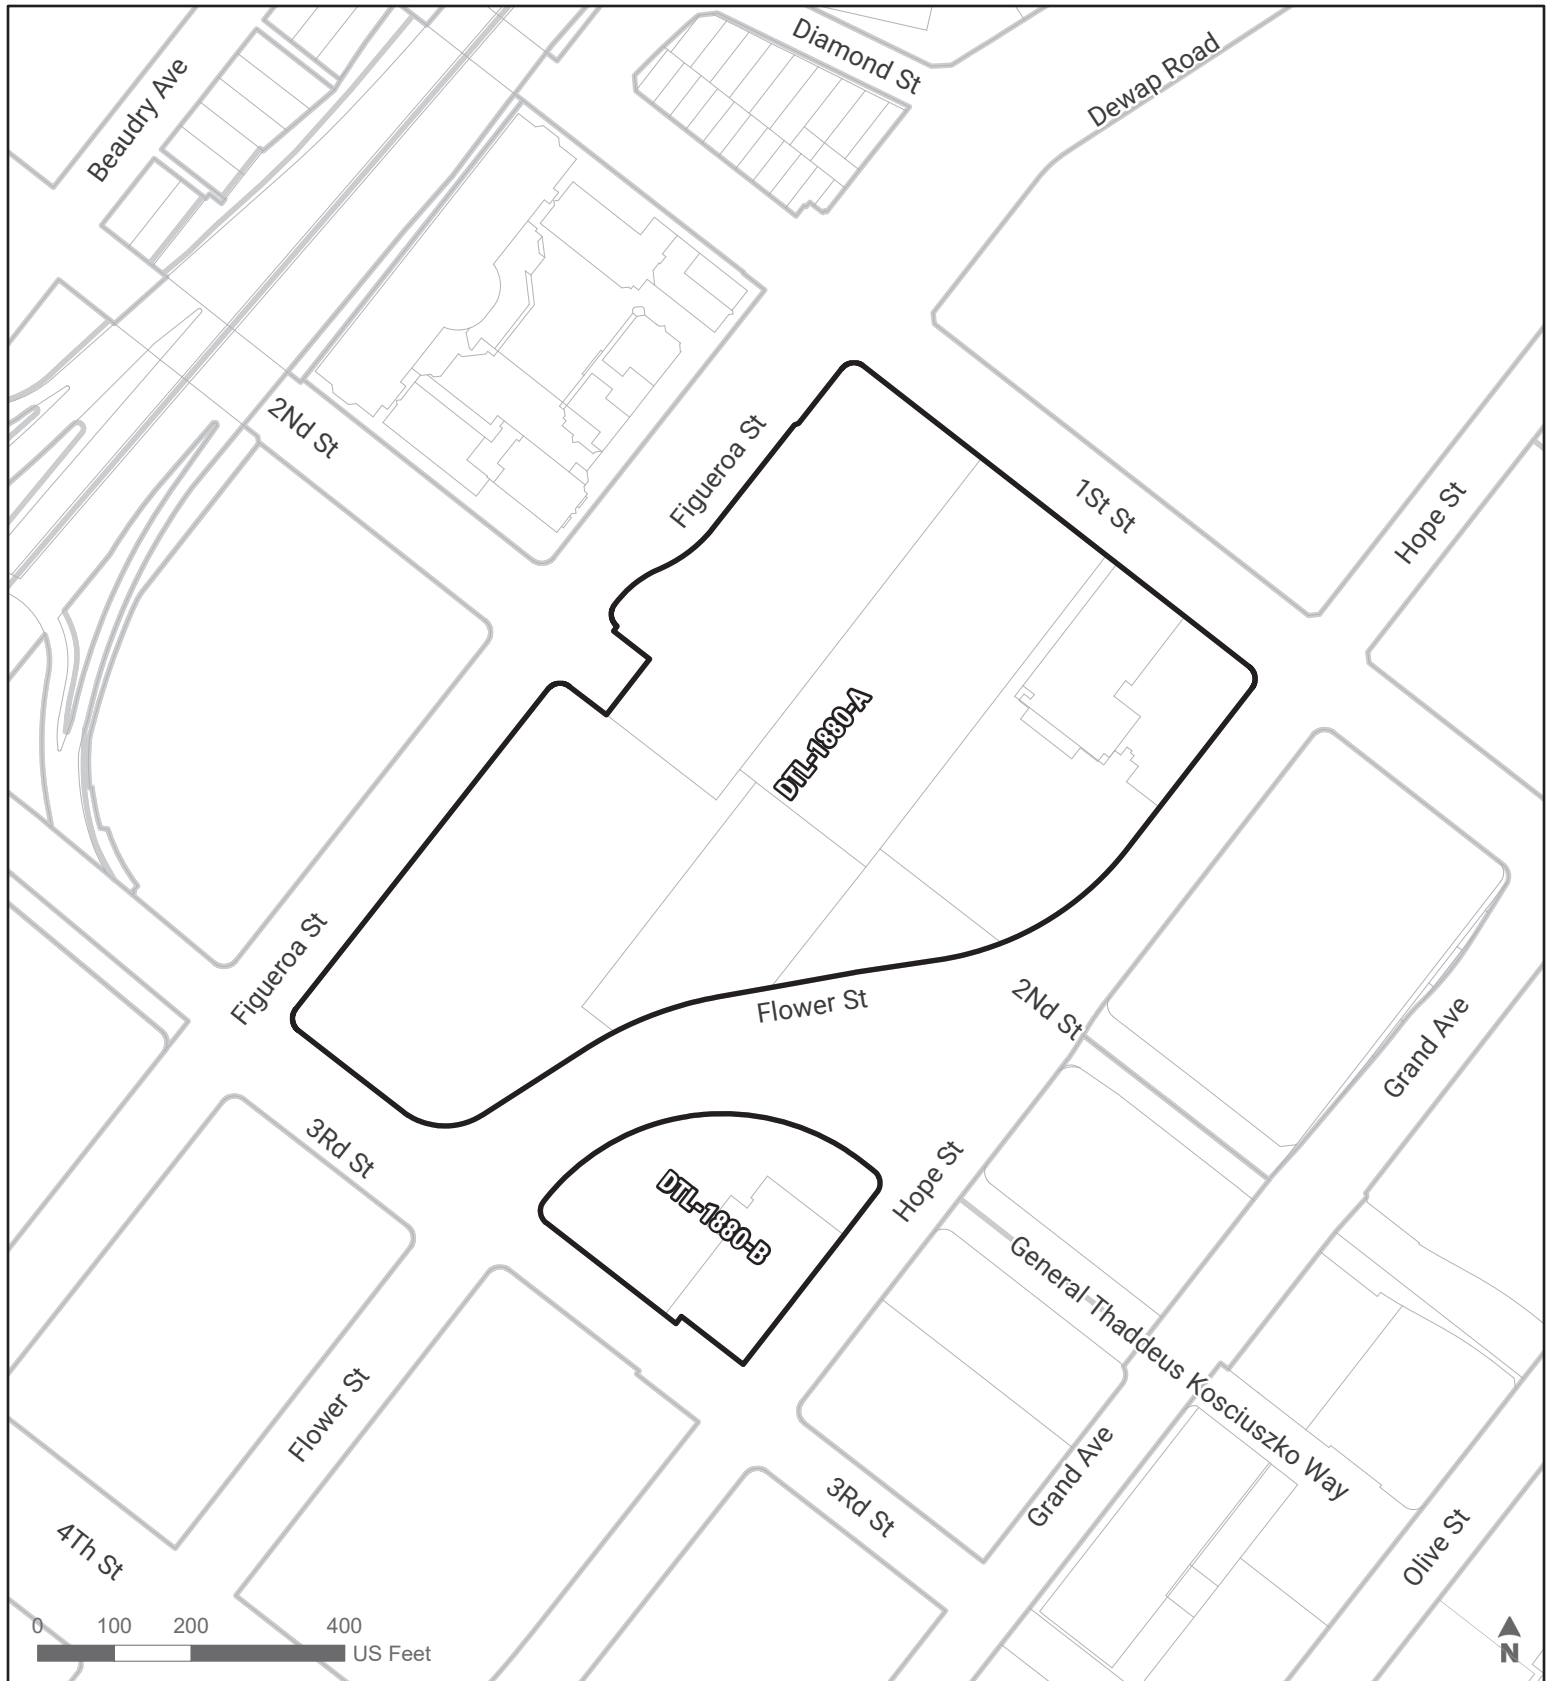 Diamond St
Dewap Road
Beaudry Ave
2Nd St
Figueroa St
1St St
Hope St
DTL-1880-A
Figueroa St
Flower St
2Nd St
Grand Ave
3Rd St
DTL-1880-B
Hope St
General Thaddeus Kosciuszko Way
Flower St
Grand Ave
3Rd St
Olive St
4Th St
0 100 200 400
US Feet
N